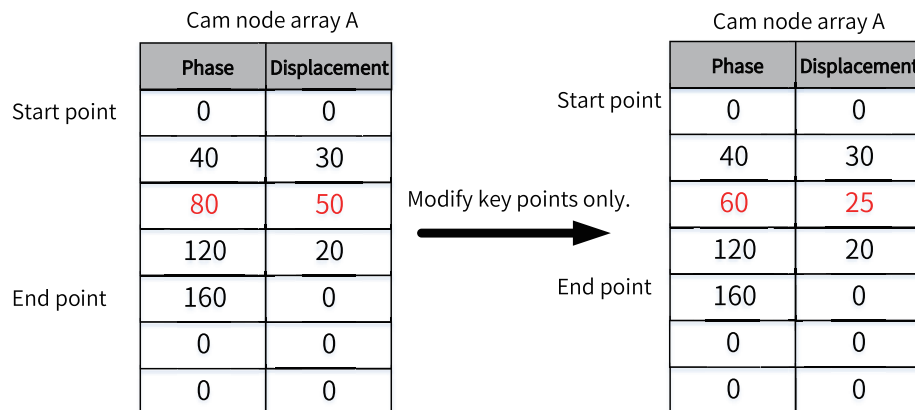 Cam node array A
Phase Displacement
Start point 0 0
40 30
80 50
120 20
End point 160 0
0 0
0 0
Modify key points only.
Cam node array A
Phase Displacement
Start point 0 0
40 30
60 25
120 20
End point 160 0
0 0
0 0